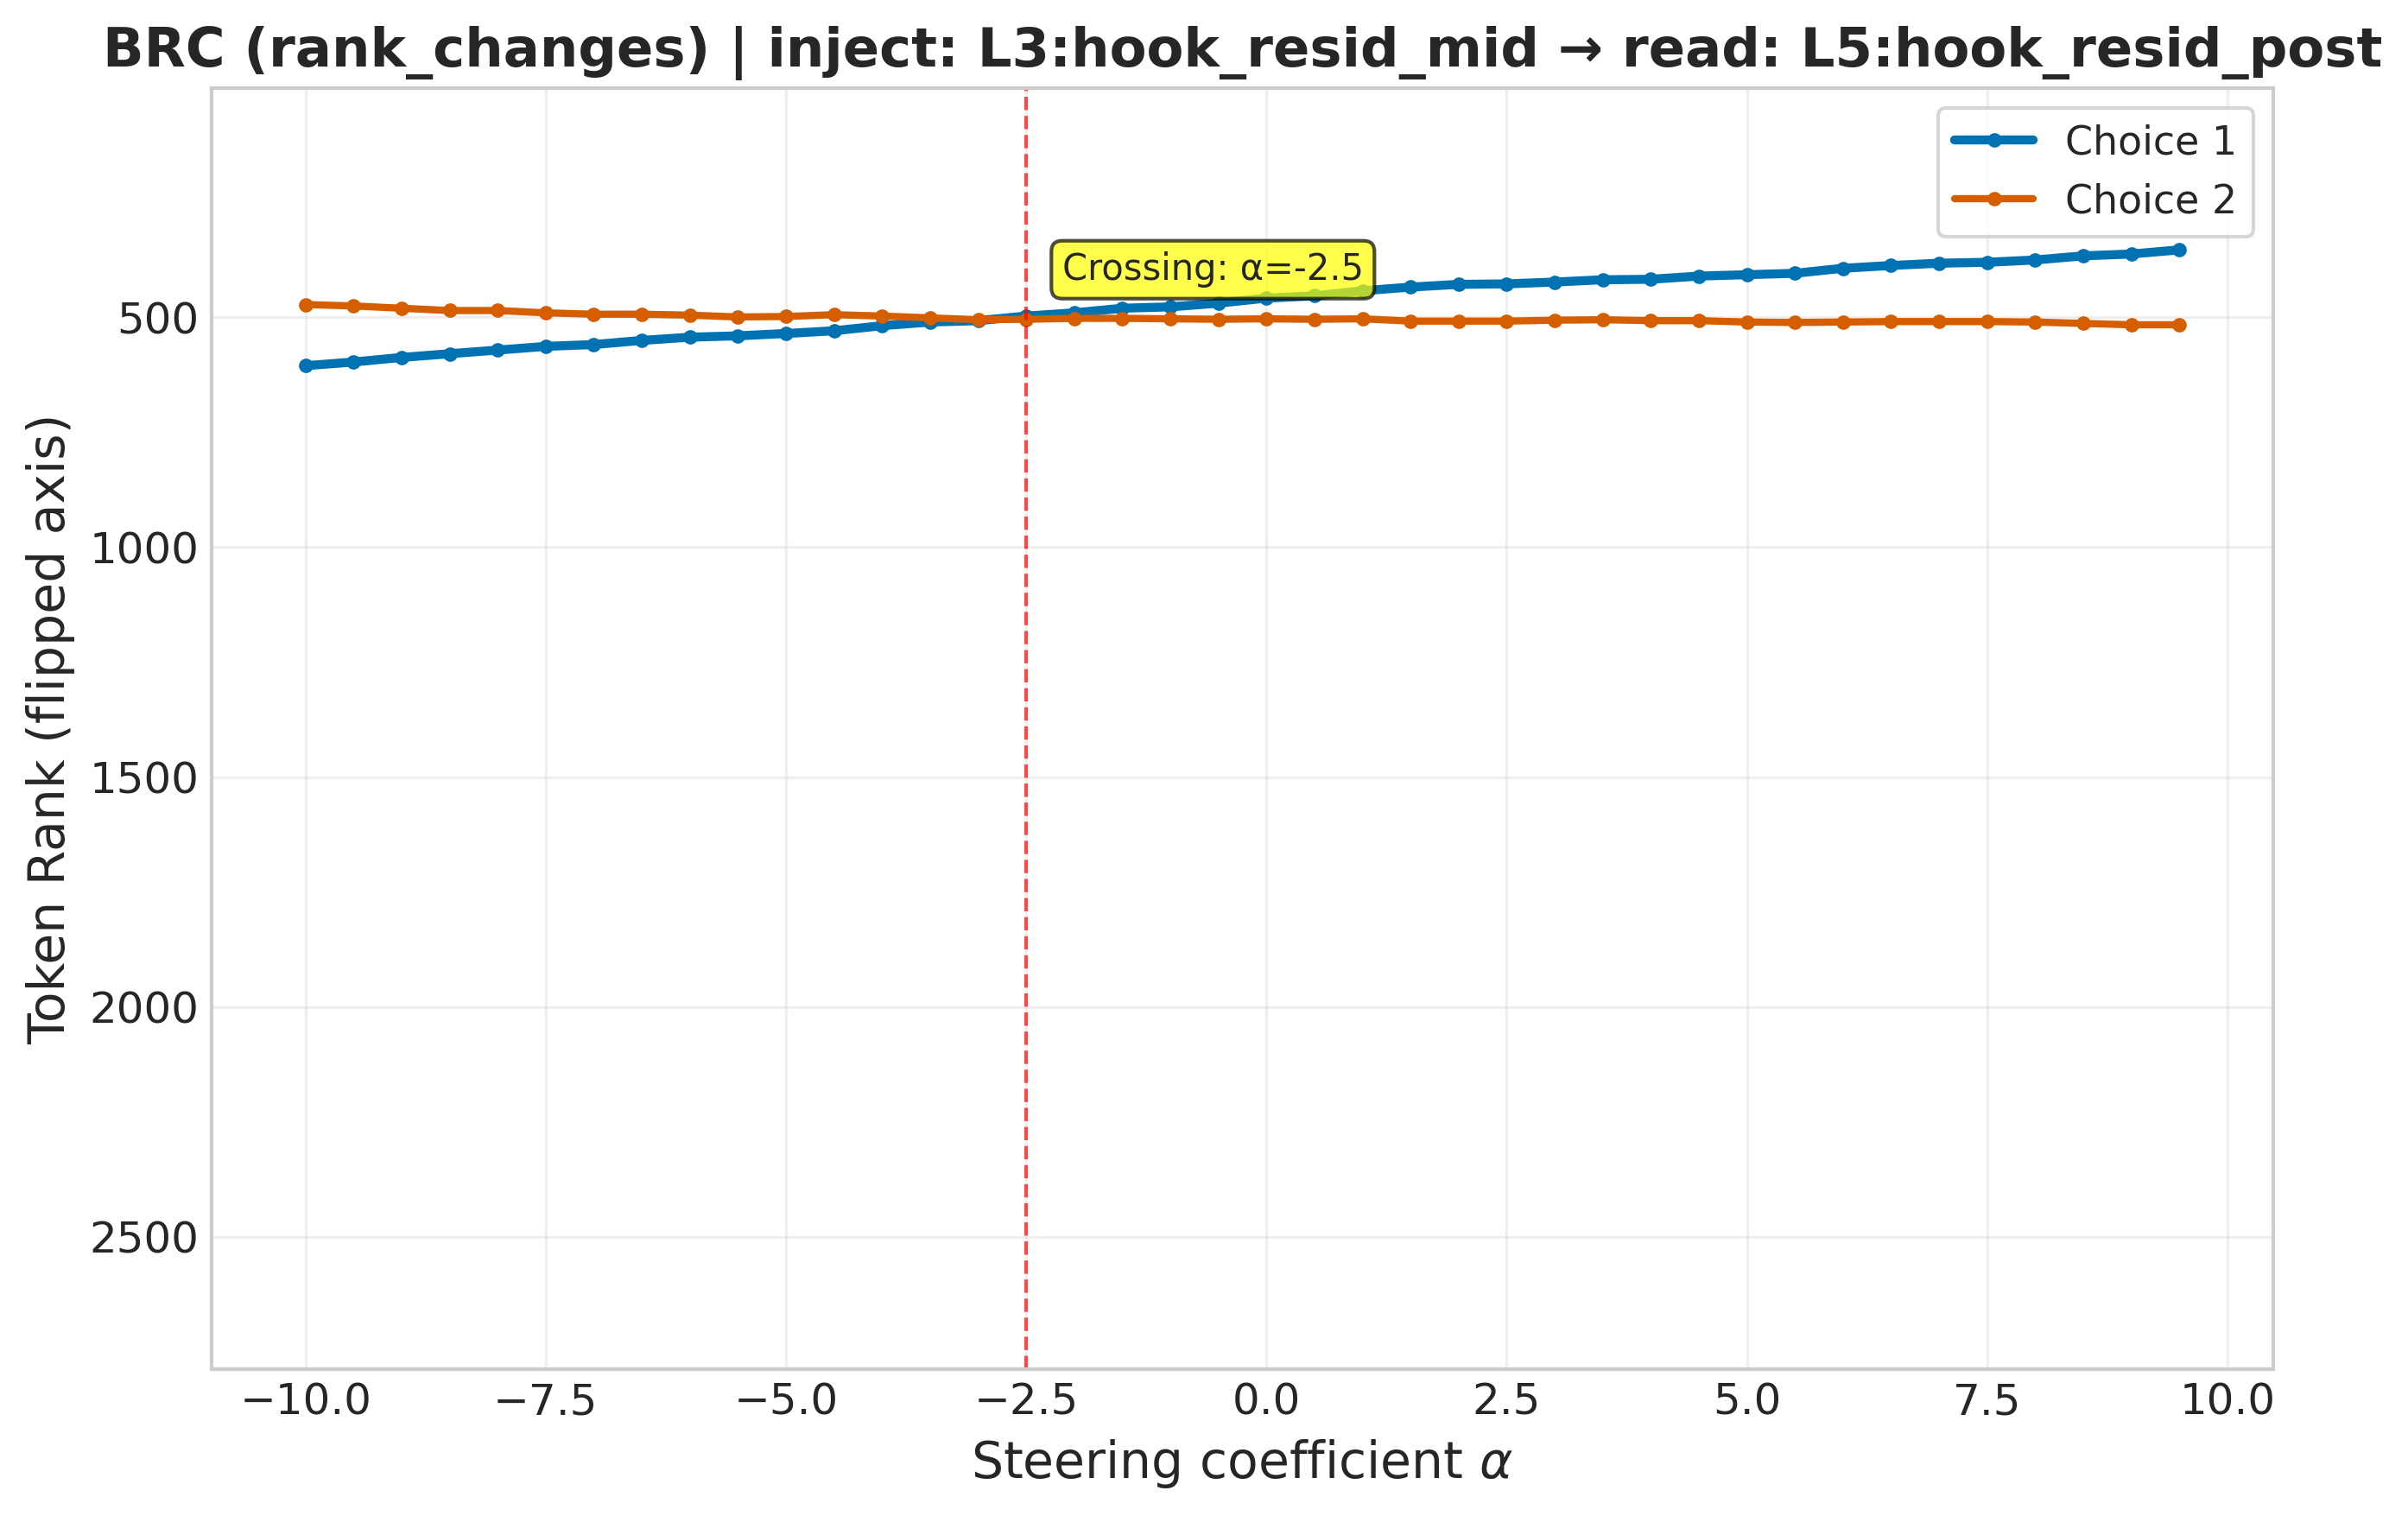 BRC (rank_changes) | inject: L3:hook_resid_mid → read: L5:hook_resid_post
Choice 1
Choice 2
Crossing: α=-2.5
Token Rank (flipped axis)
500
1000
1500
2000
2500
−10.0 −7.5 −5.0 −2.5 0.0 2.5 5.0 7.5 10.0
Steering coefficient α